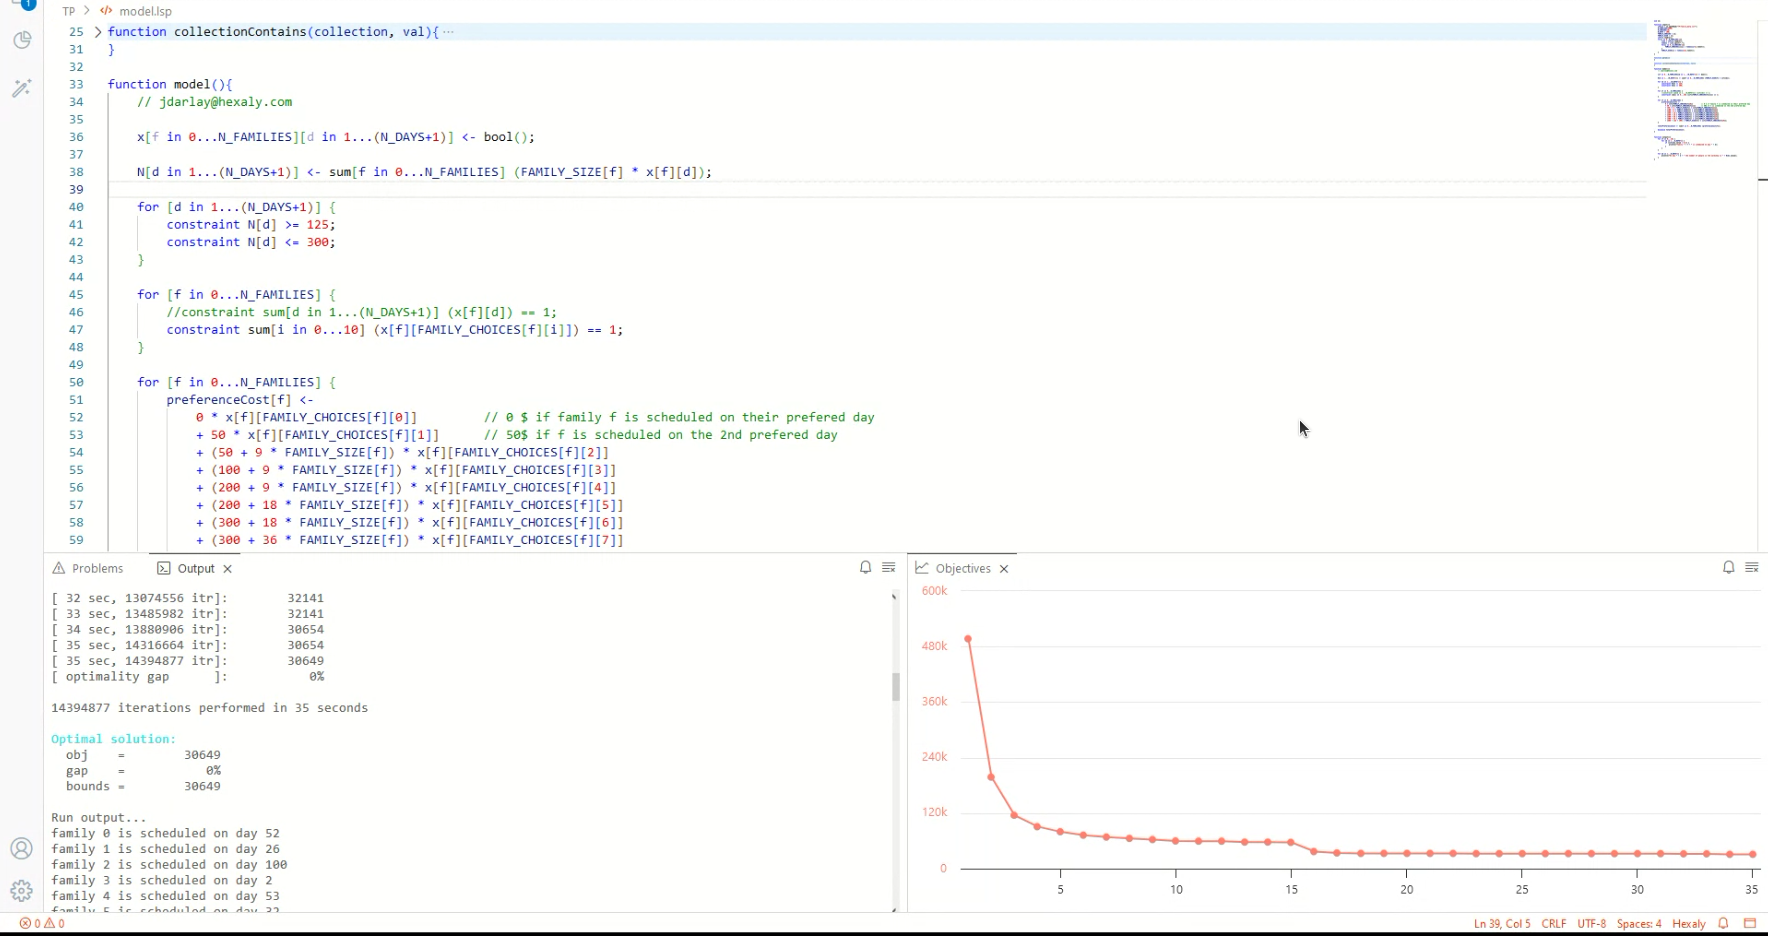 1
TP > model.lsp
25 > function collectionContains(collection, val){ ...
31 }
32
33 function model(){
34 // jdarlay@hexaly.com
35
36 x[f in 0...N_FAMILIES][d in 1...(N_DAYS+1)] <- bool();
37
38 N[d in 1...(N_DAYS+1)] <- sum[f in 0...N_FAMILIES] (FAMILY_SIZE[f] * x[f][d]);
39
40 for [d in 1...(N_DAYS+1)] {
41 constraint N[d] >= 125;
42 constraint N[d] <= 300;
43 }
44
45 for [f in 0...N_FAMILIES] {
46 //constraint sum[d in 1...(N_DAYS+1)] (x[f][d]) == 1;
47 constraint sum[i in 0...10] (x[f][FAMILY_CHOICES[f][i]]) == 1;
48 }
49
50 for [f in 0...N_FAMILIES] {
51 preferenceCost[f] <-
52 0 * x[f][FAMILY_CHOICES[f][0]] // 0 $ if family f is scheduled on their prefered day
53 + 50 * x[f][FAMILY_CHOICES[f][1]] // 50$ if f is scheduled on the 2nd prefered day
54 + (50 + 9 * FAMILY_SIZE[f]) * x[f][FAMILY_CHOICES[f][2]]
55 + (100 + 9 * FAMILY_SIZE[f]) * x[f][FAMILY_CHOICES[f][3]]
56 + (200 + 9 * FAMILY_SIZE[f]) * x[f][FAMILY_CHOICES[f][4]]
57 + (200 + 18 * FAMILY_SIZE[f]) * x[f][FAMILY_CHOICES[f][5]]
58 + (300 + 18 * FAMILY_SIZE[f]) * x[f][FAMILY_CHOICES[f][6]]
59 + (300 + 36 * FAMILY_SIZE[f]) * x[f][FAMILY_CHOICES[f][7]]
Problems Output
[ 32 sec, 13074556 itr]: 32141
[ 33 sec, 13485982 itr]: 32141
[ 34 sec, 13880906 itr]: 30654
[ 35 sec, 14316664 itr]: 30654
[ 35 sec, 14394877 itr]: 30649
[ optimality gap ]: 0%
14394877 iterations performed in 35 seconds
Optimal solution:
obj = 30649
gap = 0%
bounds = 30649
Run output...
family 0 is scheduled on day 52
family 1 is scheduled on day 26
family 2 is scheduled on day 100
family 3 is scheduled on day 2
family 4 is scheduled on day 53
family 5 is scheduled on day 32
Objectives
600k
480k
360k
240k
120k
0
5 10 15 20 25 30 35
0 0
Ln 39, Col 5 CRLF UTF-8 Spaces: 4 Hexaly